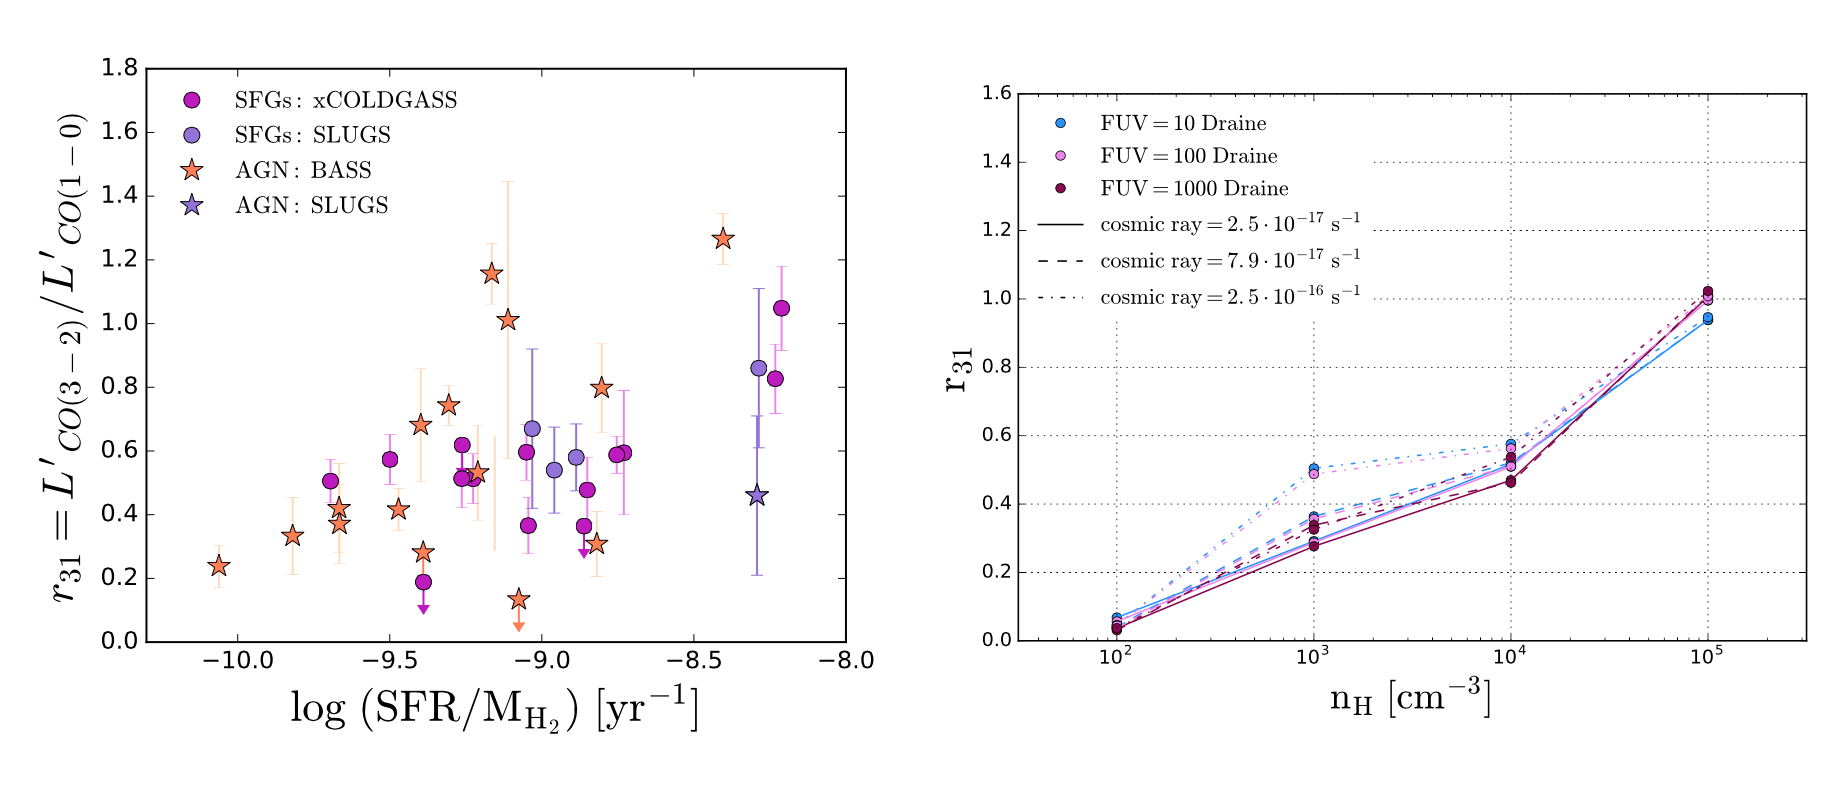 1.8
1.6
1.4
1.2
1.0
0.8
0.6
0.4
0.2
0.0
r₃₁ = L′CO(3−2)/L′CO(1−0)
SFGs: xCOLDGASS
SFGs: SLUGS
AGN: BASS
AGN: SLUGS
−10.0 −9.5 −9.0 −8.5 −8.0
log (SFR/M_H₂) [yr⁻¹]
1.6
1.4
1.2
1.0
0.8
0.6
0.4
0.2
0.0
r₃₁
FUV = 10 Draine
FUV = 100 Draine
FUV = 1000 Draine
cosmic ray = 2.5 · 10⁻¹⁷ s⁻¹
cosmic ray = 7.9 · 10⁻¹⁷ s⁻¹
cosmic ray = 2.5 · 10⁻¹⁶ s⁻¹
10² 10³ 10⁴ 10⁵
n_H [cm⁻³]